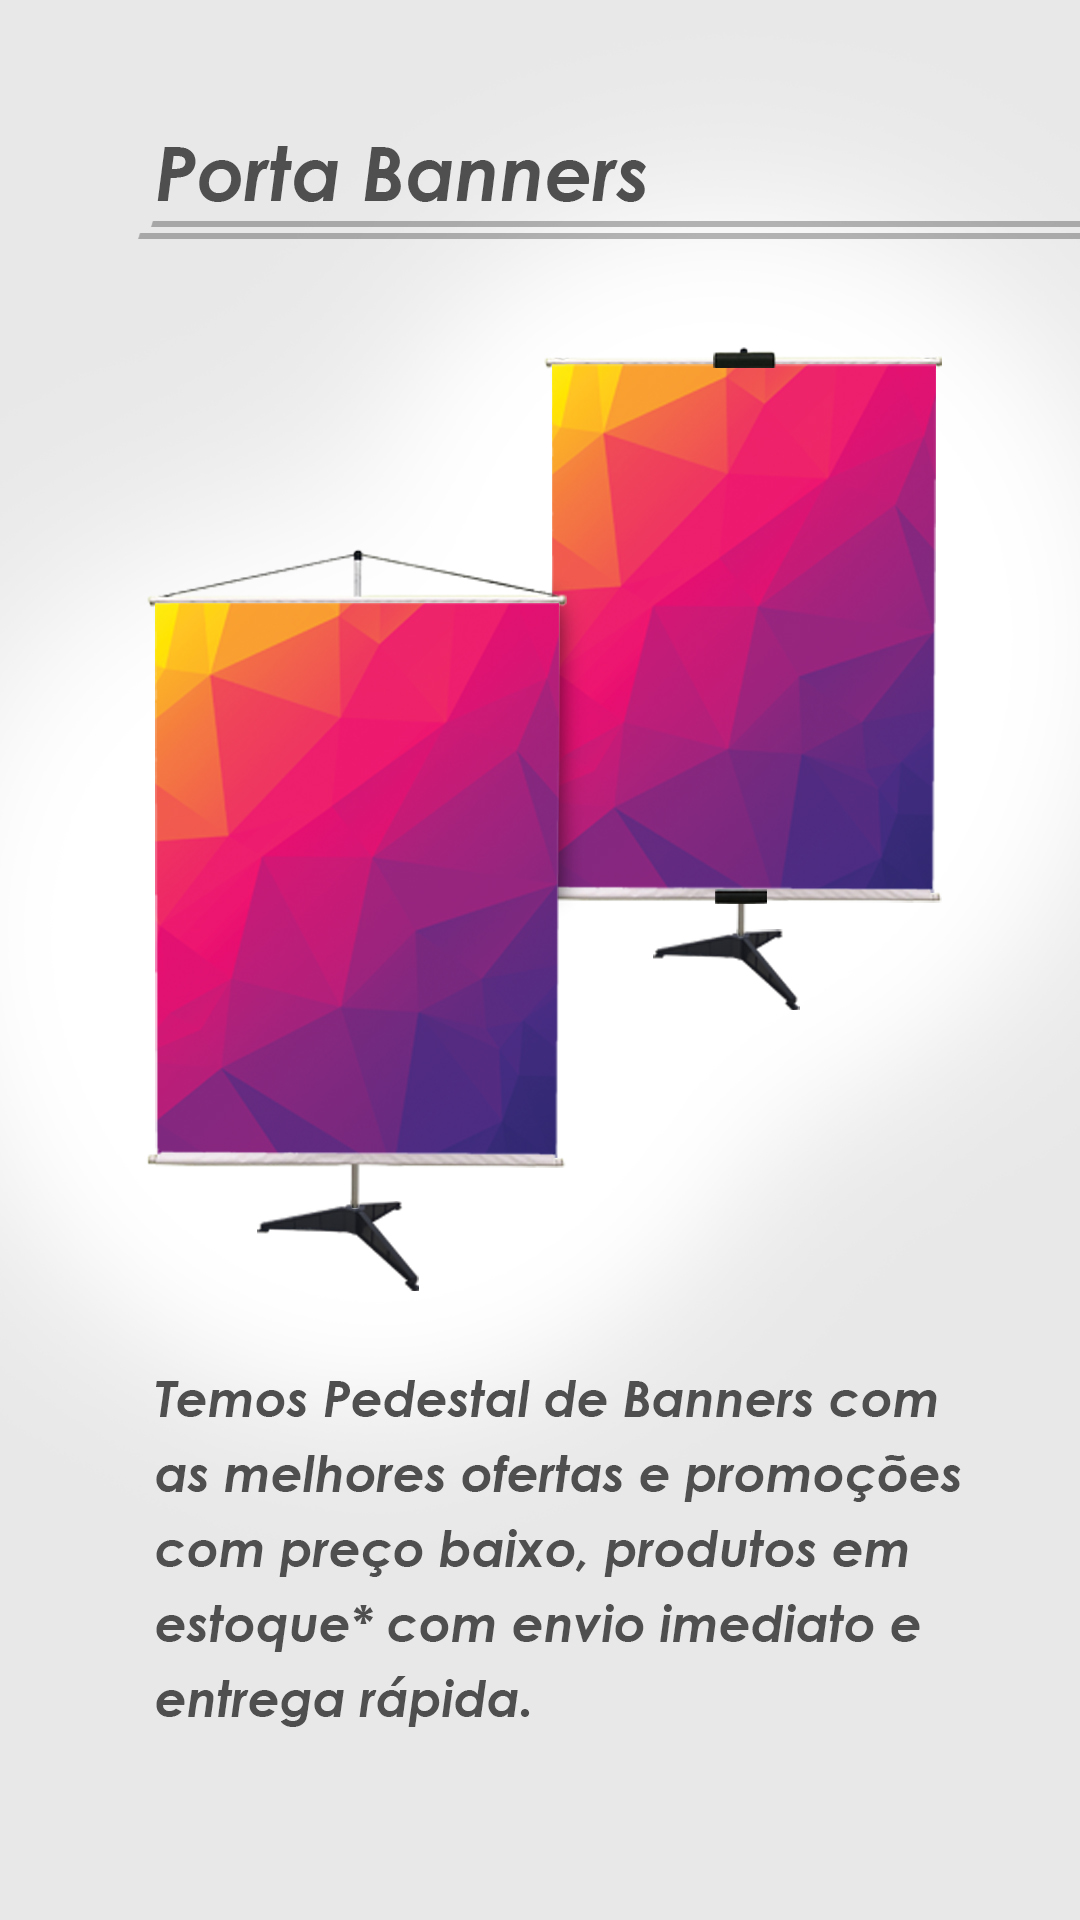 Porta Banners
Temos Pedestal de Banners com
as melhores ofertas e promoções
com preço baixo, produtos em
estoque* com envio imediato e
entrega rápida.